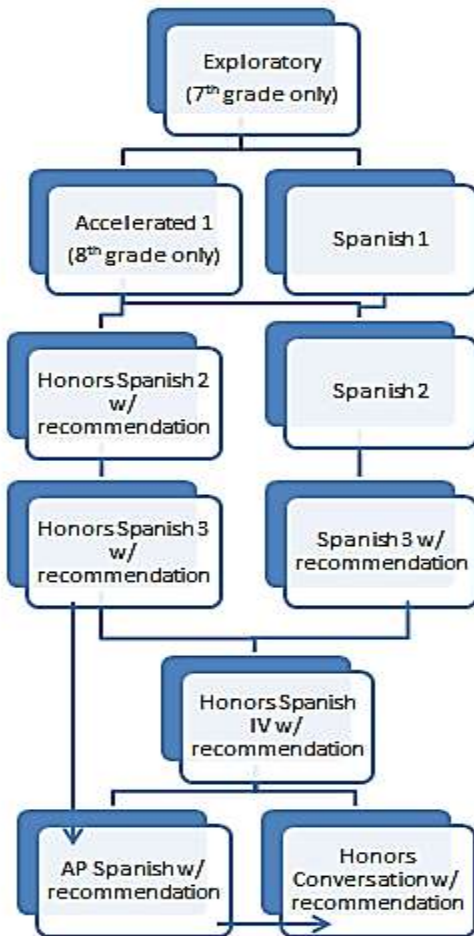 Exploratory
(7th grade only)
Accellerated 1
(8th grade only)
Spanish 1
Honors Spanish 2
w/
recommendation
Spanish 2
Honors Spanish 3
w/
recommendation
Spanish 3 w/
recommendation
Honors Spanish
IV w/
recommendation
AP Spanish w/
recommendation
Honors
Conversation w/
recommendation